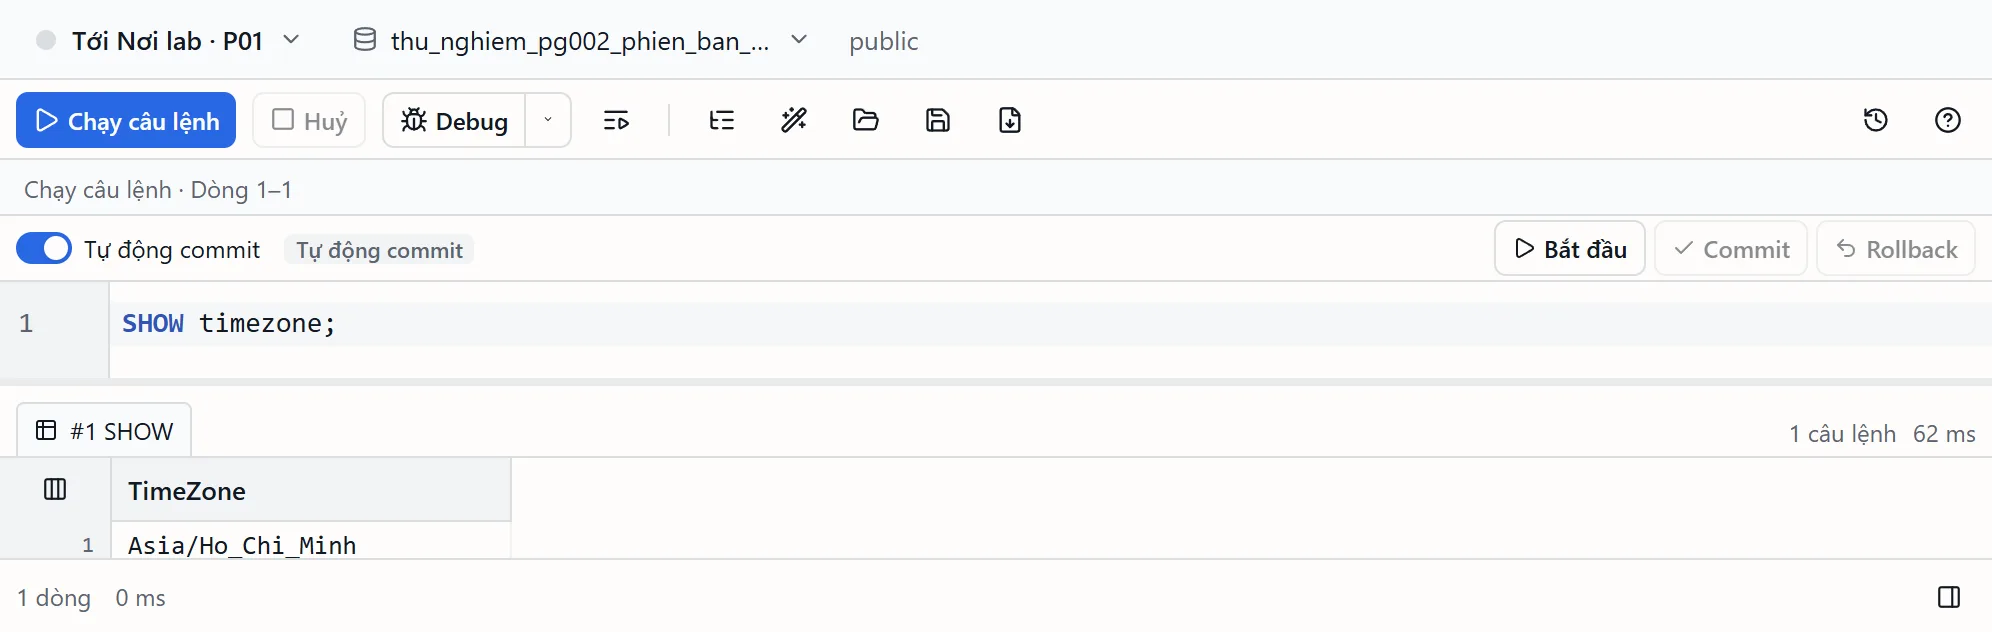 Tới Nơi lab · P01 thu_nghiem_pg002_phien_ban_... public
Chạy câu lệnh Huỷ Debug
Chạy câu lệnh · Dòng 1–1
Tự động commit Tự động commit Bắt đầu Commit Rollback
1 SHOW timezone;
#1 SHOW 1 câu lệnh 62 ms
TimeZone
1 Asia/Ho_Chi_Minh
1 dòng 0 ms